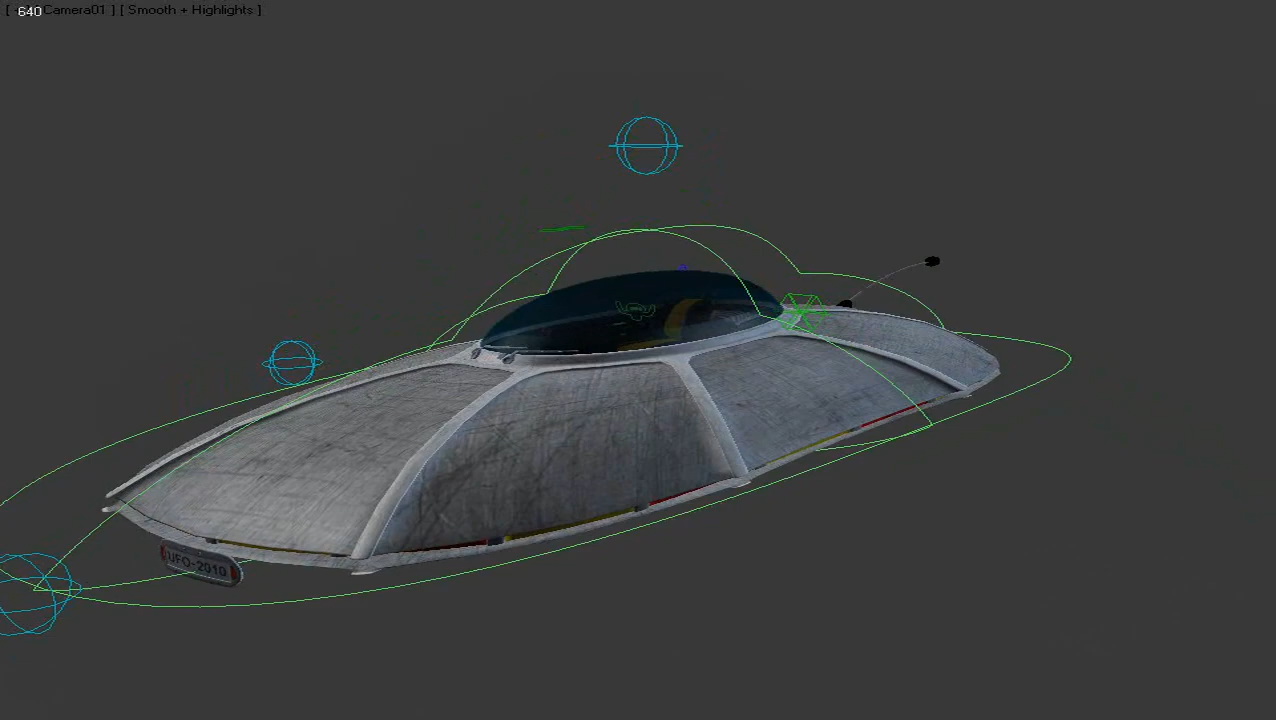 [ + ] Camera01 ] [ Smooth + Highlights ]
640
UFO-2010